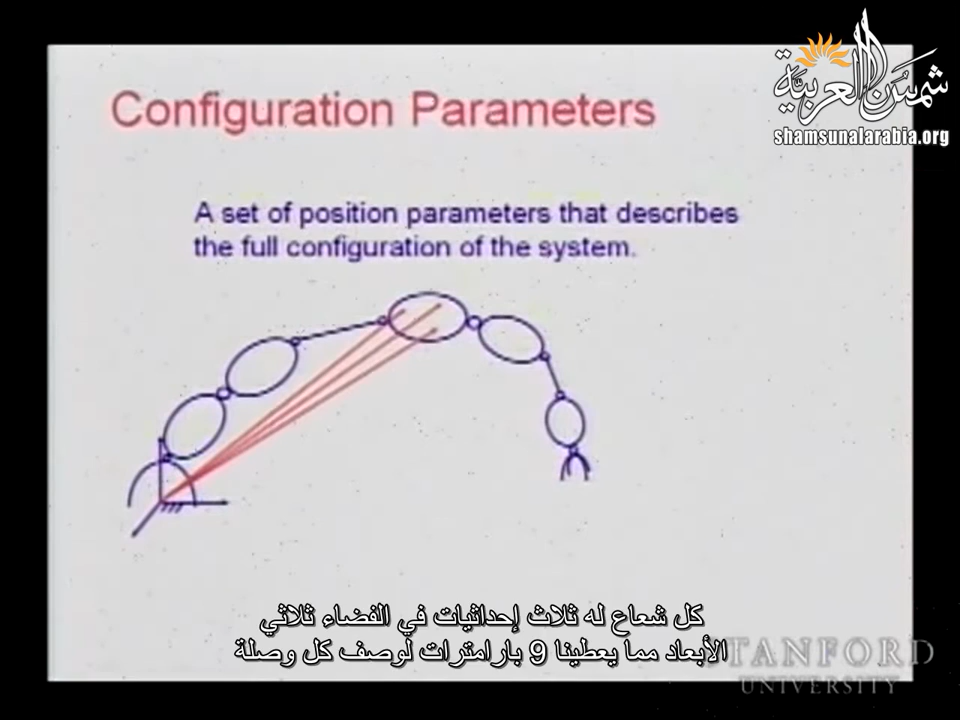 شمس العربية
shamsunalarabia.org
Configuration Parameters
A set of position parameters that describes
the full configuration of the system.
كل شعاع له ثلاث إحداثيات في الفضاء ثلاثي
الأبعاد مما يعطينا 9 بارامترات لوصف كل وصلة
STANFORD
UNIVERSITY